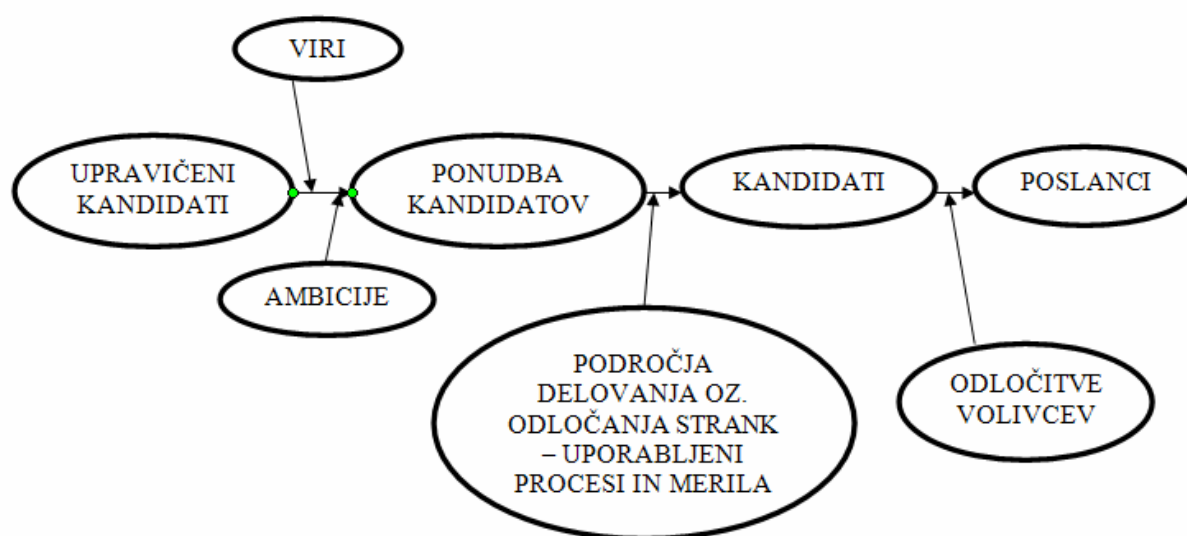 VIRI
UPRAVIČENI
KANDIDATI
PONUDBA
KANDIDATOV
KANDIDATI
POSLANCI
AMBICIJE
PODROČJA
DELOVANJA OZ.
ODLOČANJA STRANK
– UPORABLJENI
PROCESI IN MERILA
ODLOČITVE
VOLIVCEV